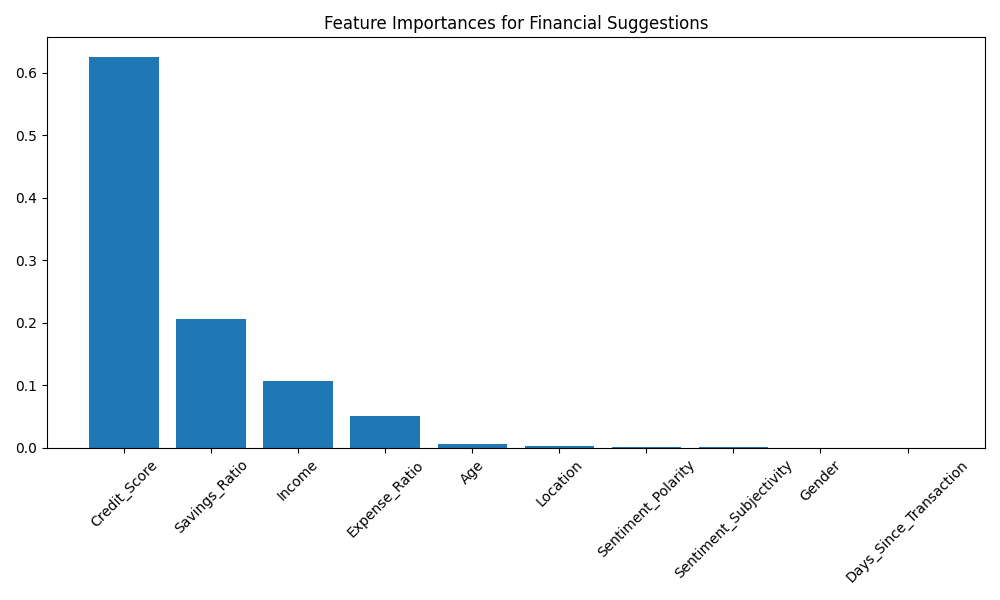 Feature Importances for Financial Suggestions
0.6
0.5
0.4
0.3
0.2
0.1
0.0
Credit_Score
Savings_Ratio
Income
Expense_Ratio
Age
Location
Sentiment_Polarity
Sentiment_Subjectivity
Gender
Days_Since_Transaction